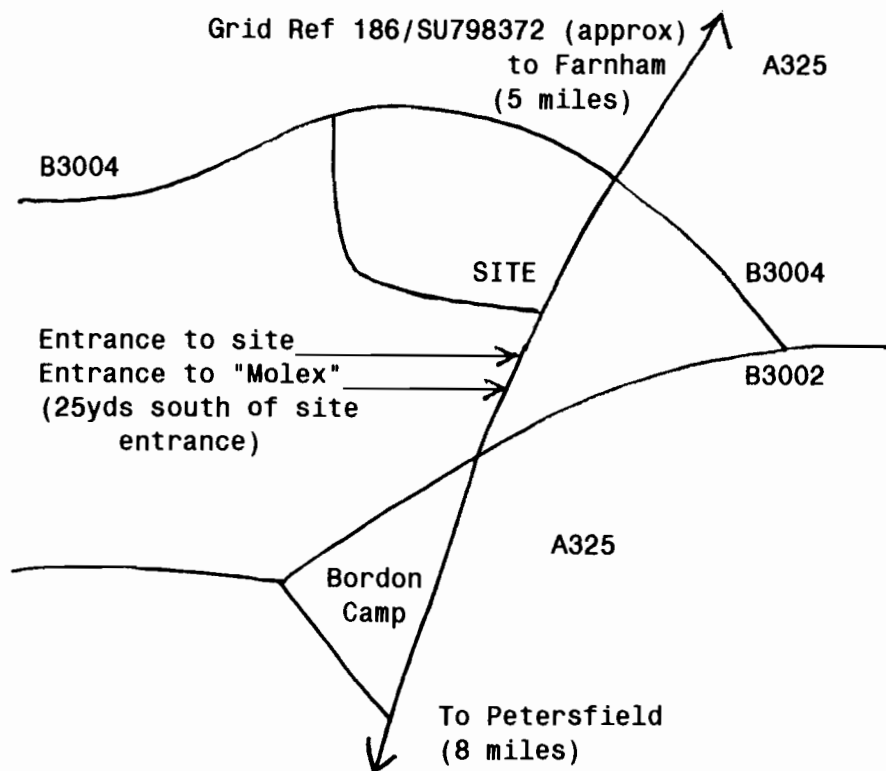 Grid Ref 186/SU798372 (approx)
to Farnham
(5 miles)
A325
B3004
SITE
B3004
Entrance to site
Entrance to "Molex"
(25yds south of site
entrance)
B3002
A325
Bordon
Camp
To Petersfield
(8 miles)